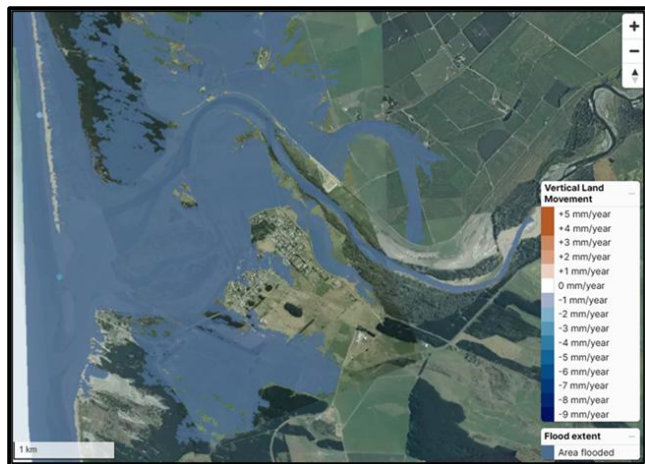 +
−
Vertical Land ...
Movement
+5 mm/year
+4 mm/year
+3 mm/year
+2 mm/year
+1 mm/year
0 mm/year
-1 mm/year
-2 mm/year
-3 mm/year
-4 mm/year
-5 mm/year
-6 mm/year
-7 mm/year
-8 mm/year
-9 mm/year
1 km
Flood extent ...
Area flooded